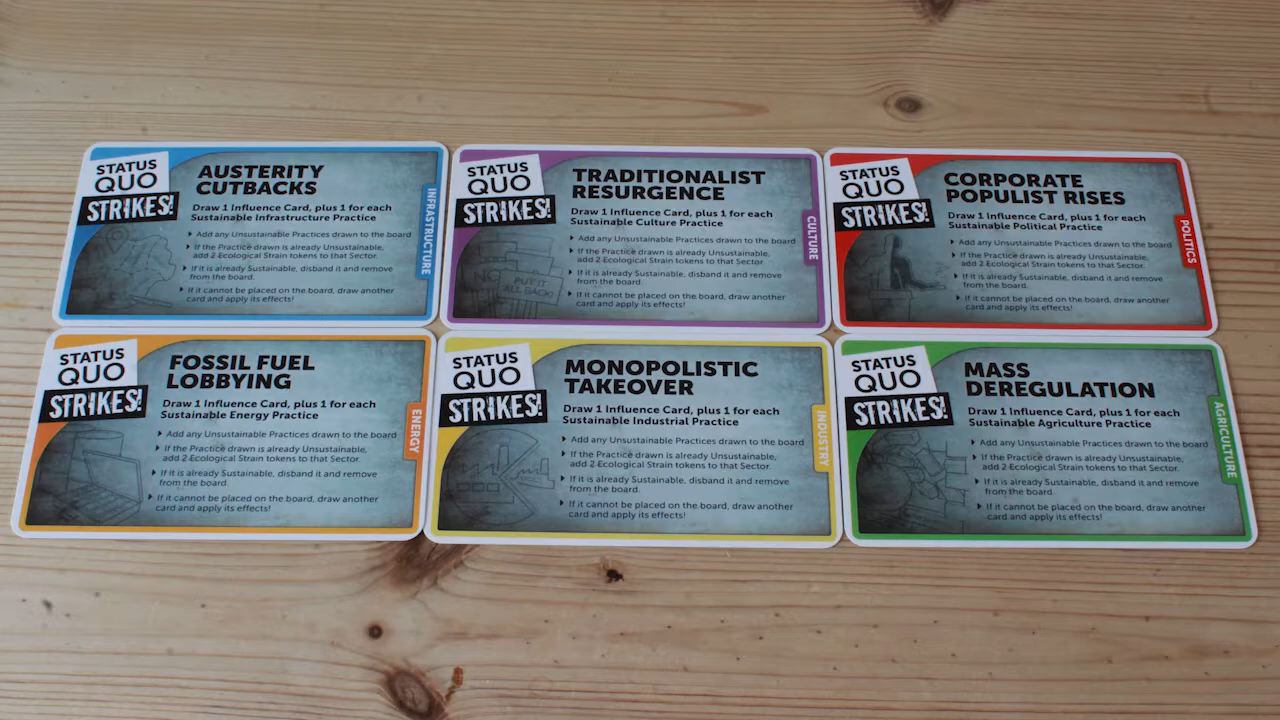 STATUS
QUO
STRIKES!
AUSTERITY
CUTBACKS
Draw 1 Influence Card, plus 1 for each
Sustainable Infrastructure Practice
Add any Unsustainable Practices drawn to the board
If the Practice drawn is already Unsustainable,
add 2 Ecological Strain tokens to that Sector.
If it is already Sustainable, disband it and remove
from the board.
If it cannot be placed on the board, draw another
card and apply its effects!
INFRASTRUCTURE
STATUS
QUO
STRIKES!
TRADITIONALIST
RESURGENCE
Draw 1 Influence Card, plus 1 for each
Sustainable Culture Practice
Add any Unsustainable Practices drawn to the board
If the Practice drawn is already Unsustainable,
add 2 Ecological Strain tokens to that Sector.
If it is already Sustainable, disband it and remove
from the board.
If it cannot be placed on the board, draw another
card and apply its effects!
PUT IT
ALL BACK!
CULTURE
STATUS
QUO
STRIKES!
CORPORATE
POPULIST RISES
Draw 1 Influence Card, plus 1 for each
Sustainable Political Practice
Add any Unsustainable Practices drawn to the board
If the Practice drawn is already Unsustainable,
add 2 Ecological Strain tokens to that Sector.
If it is already Sustainable, disband it and remove
from the board.
If it cannot be placed on the board, draw another
card and apply its effects!
POLITICS
STATUS
QUO
STRIKES!
FOSSIL FUEL
LOBBYING
Draw 1 Influence Card, plus 1 for each
Sustainable Energy Practice
Add any Unsustainable Practices drawn to the board
If the Practice drawn is already Unsustainable,
add 2 Ecological Strain tokens to that Sector.
If it is already Sustainable, disband it and remove
from the board.
If it cannot be placed on the board, draw another
card and apply its effects!
ENERGY
STATUS
QUO
STRIKES!
MONOPOLISTIC
TAKEOVER
Draw 1 Influence Card, plus 1 for each
Sustainable Industrial Practice
Add any Unsustainable Practices drawn to the board
If the Practice drawn is already Unsustainable,
add 2 Ecological Strain tokens to that Sector.
If it is already Sustainable, disband it and remove
from the board.
If it cannot be placed on the board, draw another
card and apply its effects!
INDUSTRY
STATUS
QUO
STRIKES!
MASS
DEREGULATION
Draw 1 Influence Card, plus 1 for each
Sustainable Agriculture Practice
Add any Unsustainable Practices drawn to the board
If the Practice drawn is already Unsustainable,
add 2 Ecological Strain tokens to that Sector.
If it is already Sustainable, disband it and remove
from the board.
If it cannot be placed on the board, draw another
card and apply its effects!
AGRICULTURE